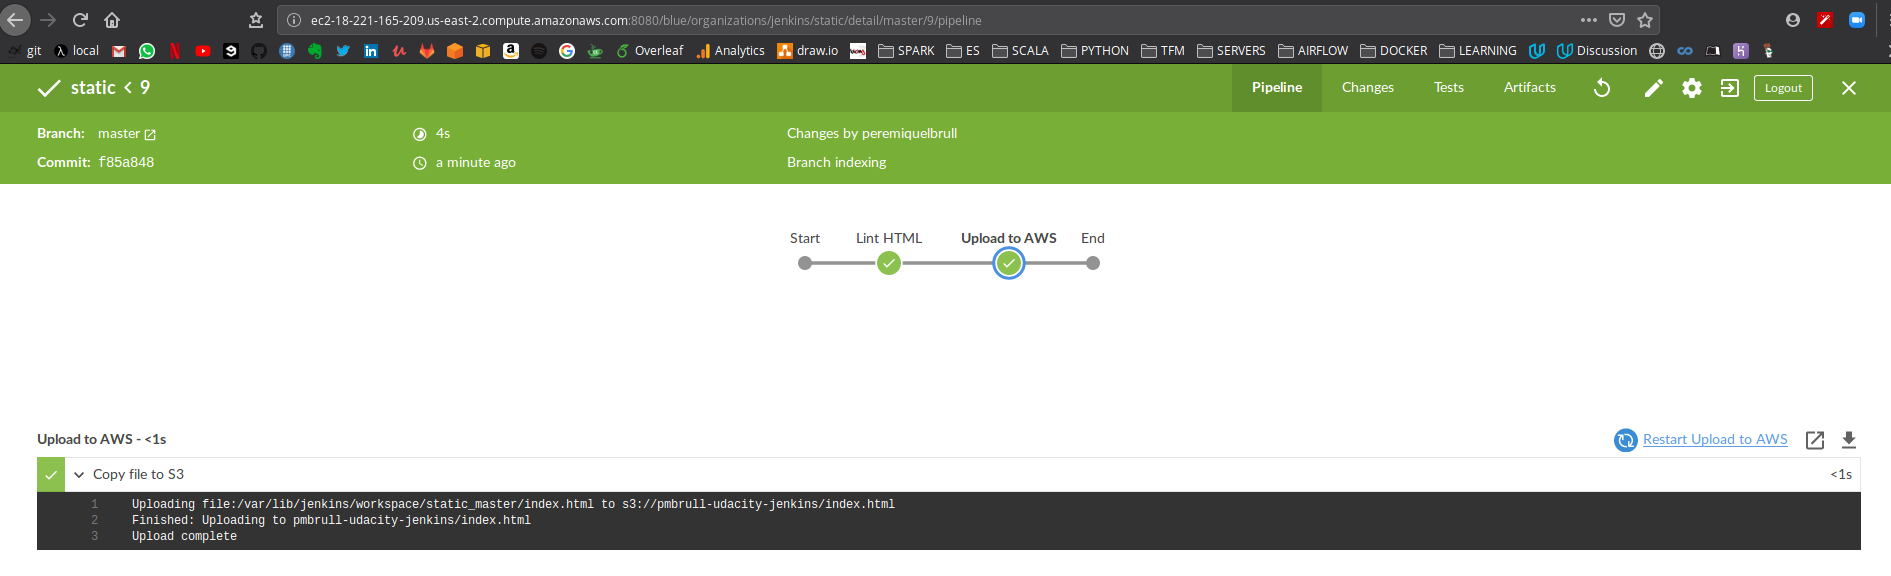 ec2-18-221-165-209.us-east-2.compute.amazonaws.com:8080/blue/organizations/jenkins/static/detail/master/9/pipeline
git local Overleaf Analytics draw.io SPARK ES SCALA PYTHON TFM SERVERS AIRFLOW DOCKER LEARNING Discussion
static < 9 Pipeline Changes Tests Artifacts Logout
Branch: master 4s Changes by peremiquelbrull
Commit: f85a848 a minute ago Branch indexing
Start Lint HTML Upload to AWS End
Upload to AWS - <1s Restart Upload to AWS
Copy file to S3 <1s
1 Uploading file:/var/lib/jenkins/workspace/static_master/index.html to s3://pmbrull-udacity-jenkins/index.html
2 Finished: Uploading to pmbrull-udacity-jenkins/index.html
3 Upload complete